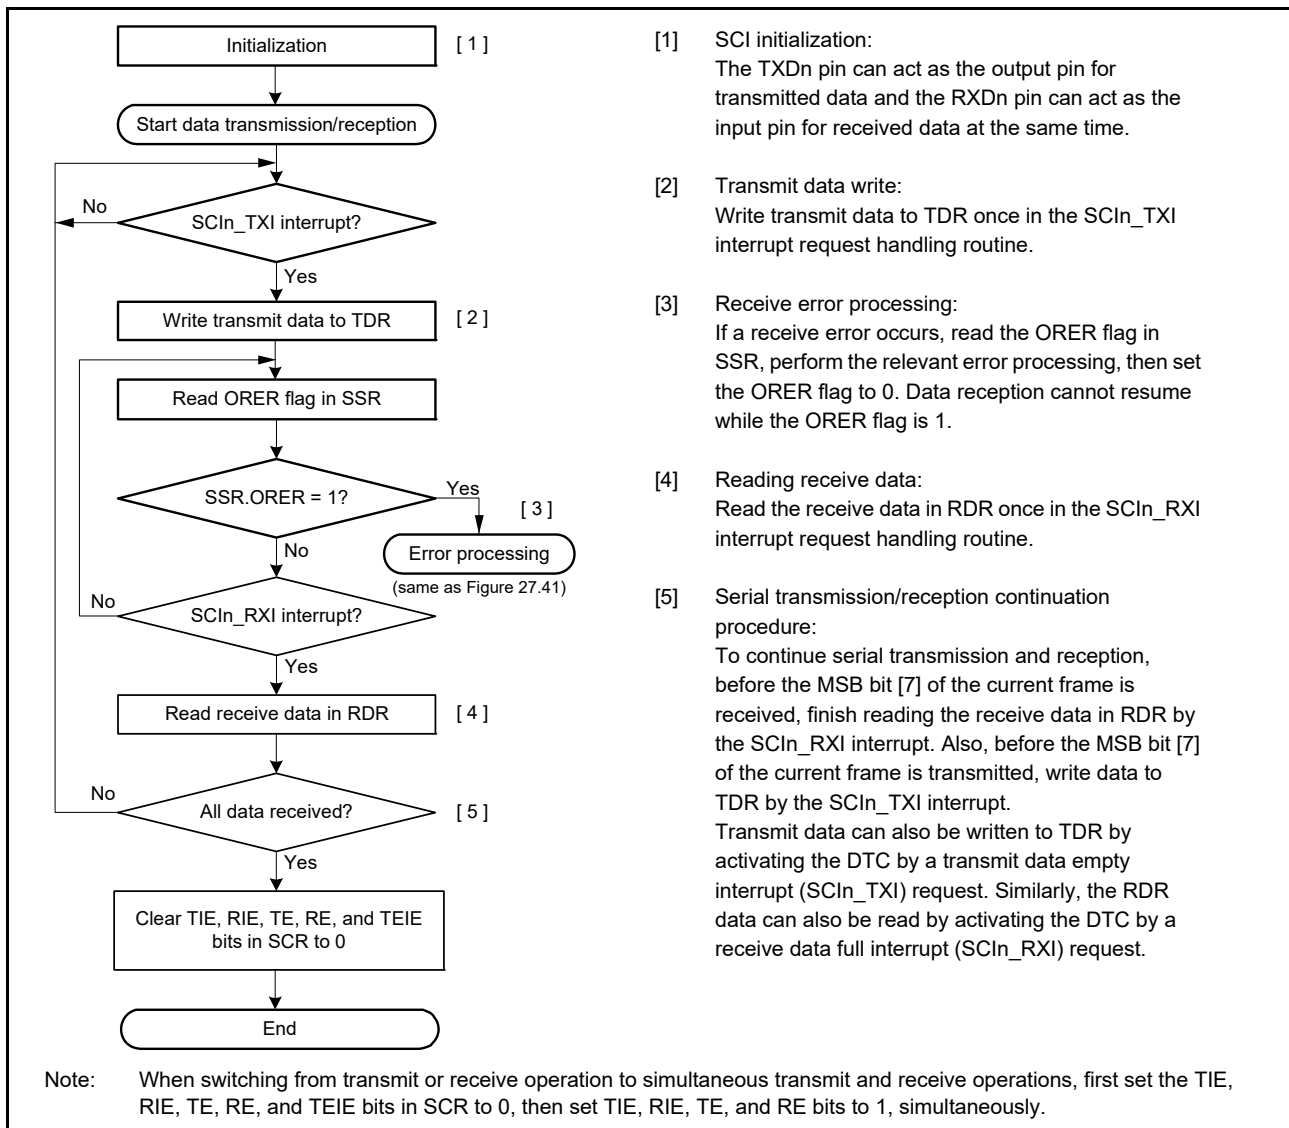 Initialization
[ 1 ]
Start data transmission/reception
No
SCIn_TXI interrupt?
Yes
Write transmit data to TDR
[ 2 ]
Read ORER flag in SSR
SSR.ORER = 1?
Yes
[ 3 ]
No
Error processing
(same as Figure 27.41)
No
SCIn_RXI interrupt?
Yes
Read receive data in RDR
[ 4 ]
No
All data received?
[ 5 ]
Yes
Clear TIE, RIE, TE, RE, and TEIE
bits in SCR to 0
End
[1] SCI initialization:
The TXDn pin can act as the output pin for
transmitted data and the RXDn pin can act as the
input pin for received data at the same time.
[2] Transmit data write:
Write transmit data to TDR once in the SCIn_TXI
interrupt request handling routine.
[3] Receive error processing:
If a receive error occurs, read the ORER flag in
SSR, perform the relevant error processing, then set
the ORER flag to 0. Data reception cannot resume
while the ORER flag is 1.
[4] Reading receive data:
Read the receive data in RDR once in the SCIn_RXI
interrupt request handling routine.
[5] Serial transmission/reception continuation
procedure:
To continue serial transmission and reception,
before the MSB bit [7] of the current frame is
received, finish reading the receive data in RDR by
the SCIn_RXI interrupt. Also, before the MSB bit [7]
of the current frame is transmitted, write data to
TDR by the SCIn_TXI interrupt.
Transmit data can also be written to TDR by
activating the DTC by a transmit data empty
interrupt (SCIn_TXI) request. Similarly, the RDR
data can also be read by activating the DTC by a
receive data full interrupt (SCIn_RXI) request.
Note: When switching from transmit or receive operation to simultaneous transmit and receive operations, first set the TIE,
RIE, TE, RE, and TEIE bits in SCR to 0, then set TIE, RIE, TE, and RE bits to 1, simultaneously.